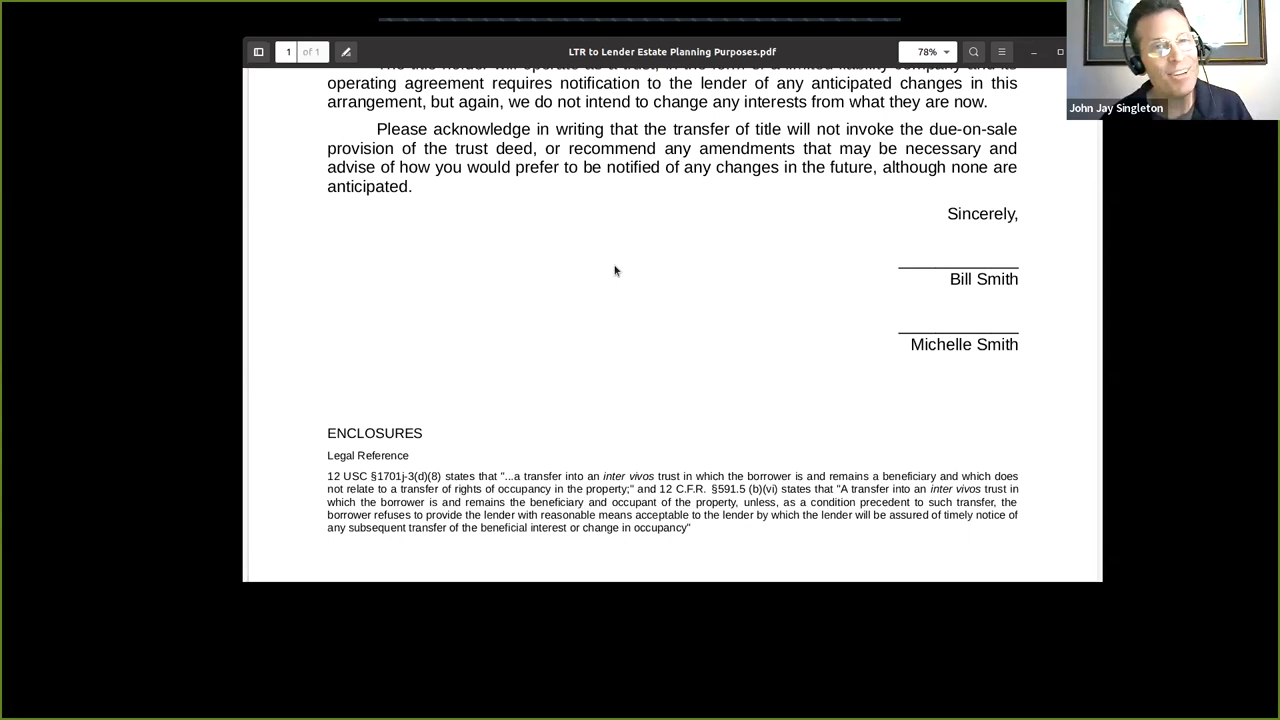 1 of 1
LTR to Lender Estate Planning Purposes.pdf
78%
operating agreement requires notification to the lender of any anticipated changes in this
arrangement, but again, we do not intend to change any interests from what they are now.
Please acknowledge in writing that the transfer of title will not invoke the due-on-sale
provision of the trust deed, or recommend any amendments that may be necessary and
advise of how you would prefer to be notified of any changes in the future, although none are
anticipated.
Sincerely,
Bill Smith
Michelle Smith
ENCLOSURES
Legal Reference
12 USC §1701j-3(d)(8) states that "...a transfer into an inter vivos trust in which the borrower is and remains a beneficiary and which does
not relate to a transfer of rights of occupancy in the property;" and 12 C.F.R. §591.5 (b)(vi) states that "A transfer into an inter vivos trust in
which the borrower is and remains the beneficiary and occupant of the property, unless, as a condition precedent to such transfer, the
borrower refuses to provide the lender with reasonable means acceptable to the lender by which the lender will be assured of timely notice of
any subsequent transfer of the beneficial interest or change in occupancy"
John Jay Singleton